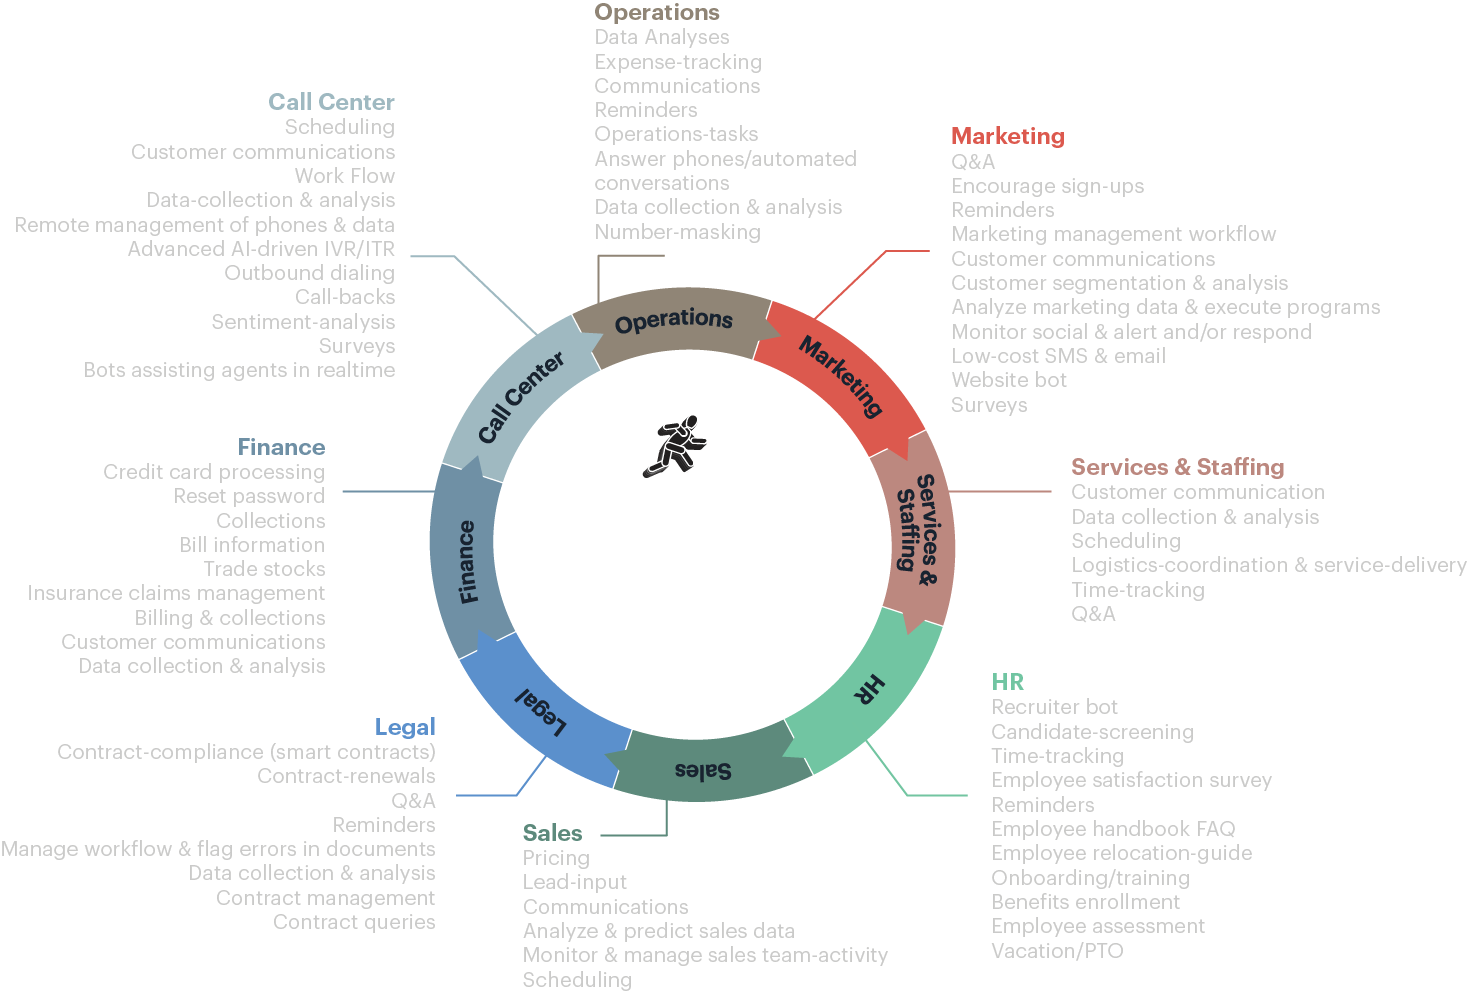 Operations
Data Analyses
Expense-tracking
Communications
Reminders
Operations-tasks
Answer phones/automated
conversations
Data collection & analysis
Number-masking
Call Center
Scheduling
Customer communications
Work Flow
Data-collection & analysis
Remote management of phones & data
Advanced AI-driven IVR/ITR
Outbound dialing
Call-backs
Sentiment-analysis
Surveys
Bots assisting agents in realtime
Marketing
Q&A
Encourage sign-ups
Reminders
Marketing management workflow
Customer communications
Customer segmentation & analysis
Analyze marketing data & execute programs
Monitor social & alert and/or respond
Low-cost SMS & email
Website bot
Surveys
Finance
Credit card processing
Reset password
Collections
Bill information
Trade stocks
Insurance claims management
Billing & collections
Customer communications
Data collection & analysis
Services & Staffing
Customer communication
Data collection & analysis
Scheduling
Logistics-coordination & service-delivery
Time-tracking
Q&A
Operations
Marketing
Services &
Staffing
HR
Sales
Legal
Finance
Call Center
Legal
Contract-compliance (smart contracts)
Contract-renewals
Q&A
Reminders
Manage workflow & flag errors in documents
Data collection & analysis
Contract management
Contract queries
Sales
Pricing
Lead-input
Communications
Analyze & predict sales data
Monitor & manage sales team-activity
Scheduling
HR
Recruiter bot
Candidate-screening
Time-tracking
Employee satisfaction survey
Reminders
Employee handbook FAQ
Employee relocation-guide
Onboarding/training
Benefits enrollment
Employee assessment
Vacation/PTO